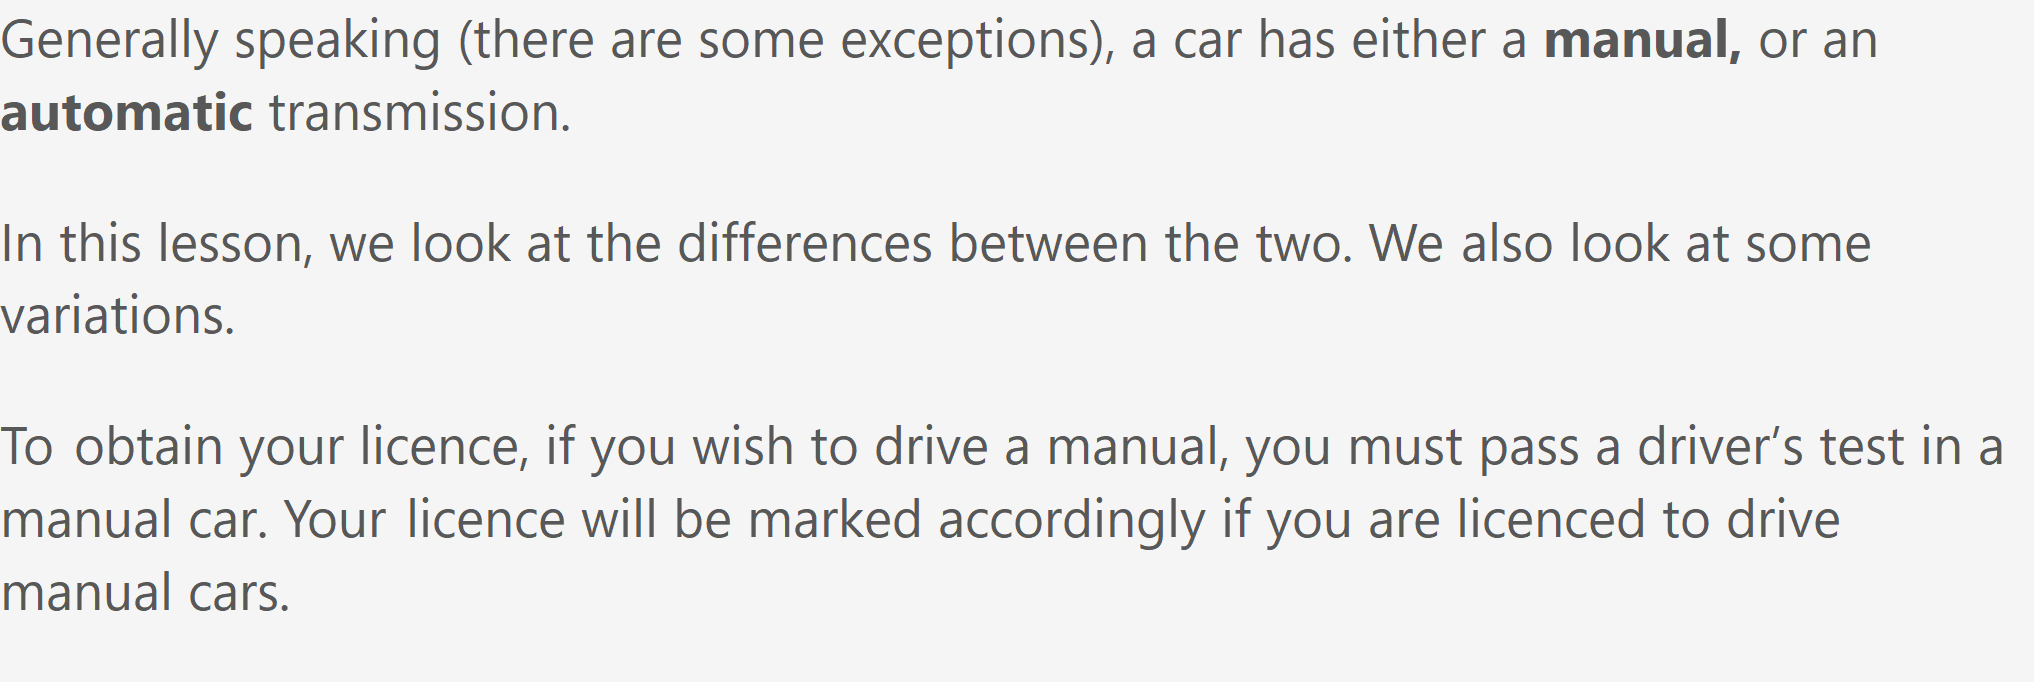 Generally speaking (there are some exceptions), a car has either a manual, or an
automatic transmission.
In this lesson, we look at the differences between the two. We also look at some
variations.
To obtain your licence, if you wish to drive a manual, you must pass a driver’s test in a
manual car. Your licence will be marked accordingly if you are licenced to drive
manual cars.